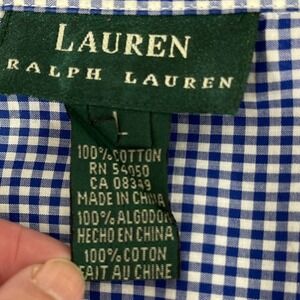 LAUREN
RALPH LAUREN
L
100% COTTON
RN 54050
CA 08349
MADE IN CHINA
100% ALGODON
HECHO EN CHINA
100% COTON
FAIT AU CHINE